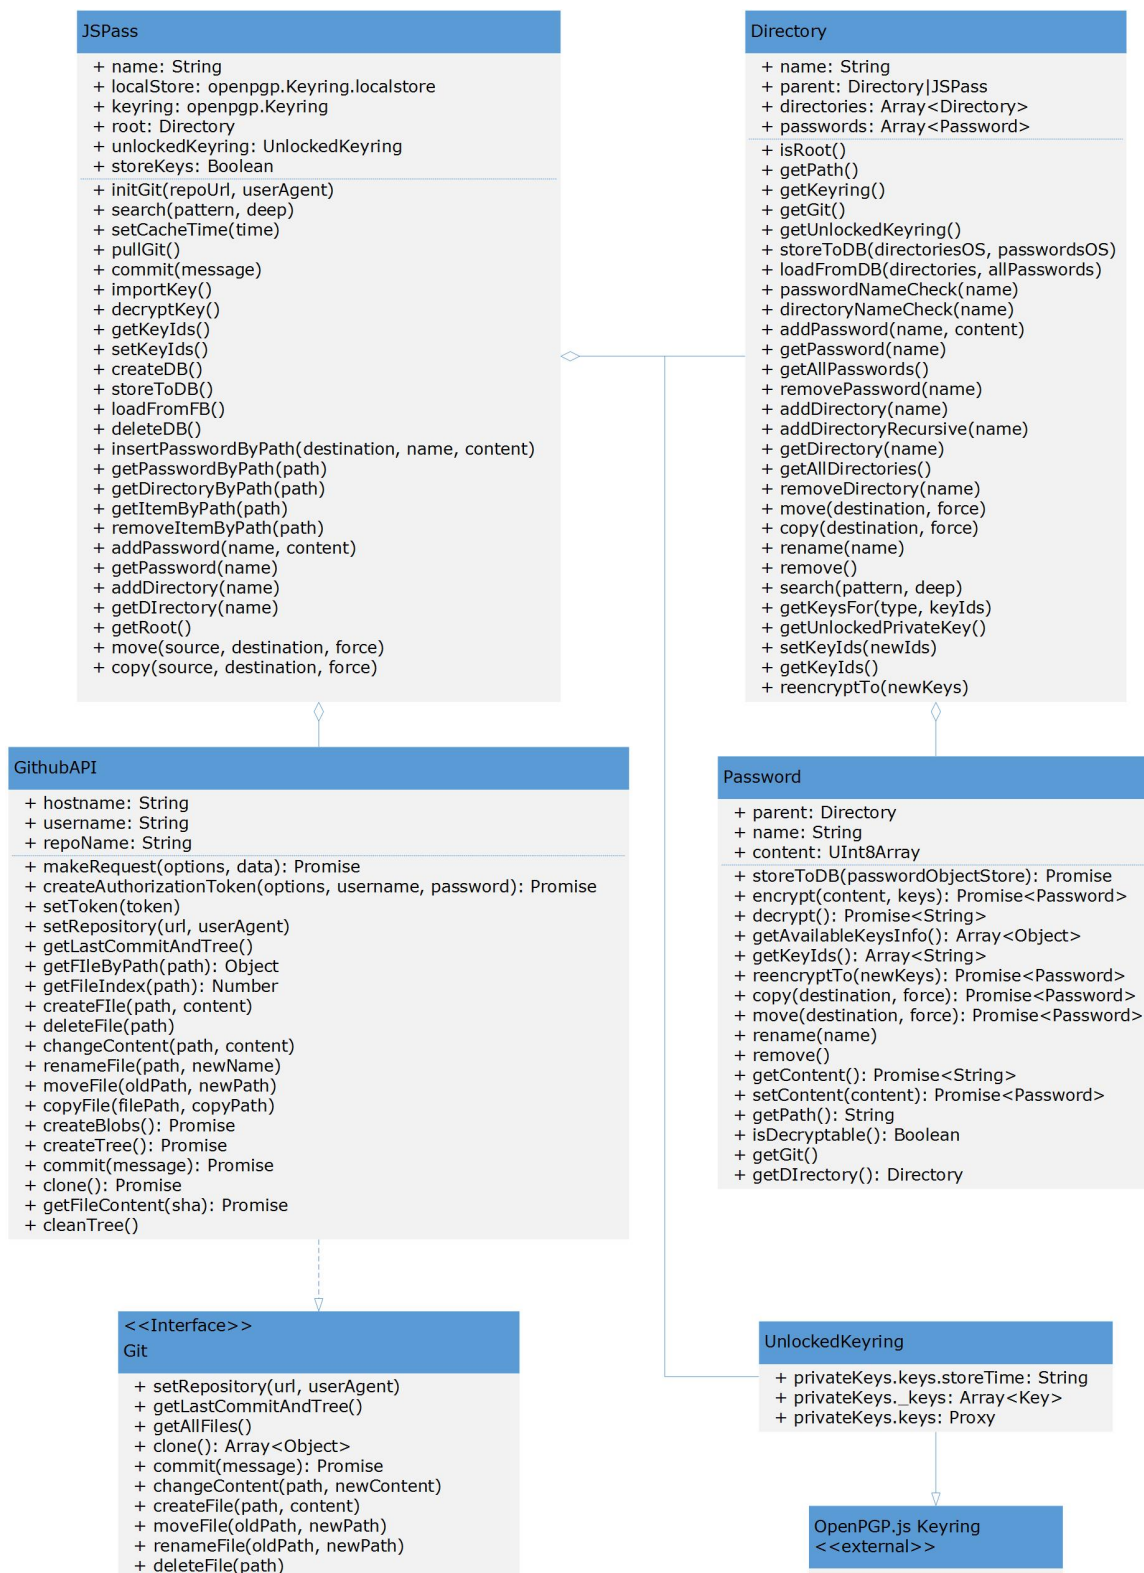 JSPass
+ name: String
+ localStore: openpgp.Keyring.localstore
+ keyring: openpgp.Keyring
+ root: Directory
+ unlockedKeyring: UnlockedKeyring
+ storeKeys: Boolean
+ initGit(repoUrl, userAgent)
+ search(pattern, deep)
+ setCacheTime(time)
+ pullGit()
+ commit(message)
+ importKey()
+ decryptKey()
+ getKeyIds()
+ setKeyIds()
+ createDB()
+ storeToDB()
+ loadFromFB()
+ deleteDB()
+ insertPasswordByPath(destination, name, content)
+ getPasswordByPath(path)
+ getDirectoryByPath(path)
+ getItemByPath(path)
+ removeItemByPath(path)
+ addPassword(name, content)
+ getPassword(name)
+ addDirectory(name)
+ getDIrectory(name)
+ getRoot()
+ move(source, destination, force)
+ copy(source, destination, force)
Directory
+ name: String
+ parent: Directory|JSPass
+ directories: Array<Directory>
+ passwords: Array<Password>
+ isRoot()
+ getPath()
+ getKeyring()
+ getGit()
+ getUnlockedKeyring()
+ storeToDB(directoriesOS, passwordsOS)
+ loadFromDB(directories, allPasswords)
+ passwordNameCheck(name)
+ directoryNameCheck(name)
+ addPassword(name, content)
+ getPassword(name)
+ getAllPasswords()
+ removePassword(name)
+ addDirectory(name)
+ addDirectoryRecursive(name)
+ getDirectory(name)
+ getAllDirectories()
+ removeDirectory(name)
+ move(destination, force)
+ copy(destination, force)
+ rename(name)
+ remove()
+ search(pattern, deep)
+ getKeysFor(type, keyIds)
+ getUnlockedPrivateKey()
+ setKeyIds(newIds)
+ getKeyIds()
+ reencryptTo(newKeys)
GithubAPI
+ hostname: String
+ username: String
+ repoName: String
+ makeRequest(options, data): Promise
+ createAuthorizationToken(options, username, password): Promise
+ setToken(token)
+ setRepository(url, userAgent)
+ getLastCommitAndTree()
+ getFIleByPath(path): Object
+ getFileIndex(path): Number
+ createFIle(path, content)
+ deleteFile(path)
+ changeContent(path, content)
+ renameFile(path, newName)
+ moveFile(oldPath, newPath)
+ copyFile(filePath, copyPath)
+ createBlobs(): Promise
+ createTree(): Promise
+ commit(message): Promise
+ clone(): Promise
+ getFileContent(sha): Promise
+ cleanTree()
Password
+ parent: Directory
+ name: String
+ content: UInt8Array
+ storeToDB(passwordObjectStore): Promise
+ encrypt(content, keys): Promise<Password>
+ decrypt(): Promise<String>
+ getAvailableKeysInfo(): Array<Object>
+ getKeyIds(): Array<String>
+ reencryptTo(newKeys): Promise<Password>
+ copy(destination, force): Promise<Password>
+ move(destination, force): Promise<Password>
+ rename(name)
+ remove()
+ getContent(): Promise<String>
+ setContent(content): Promise<Password>
+ getPath(): String
+ isDecryptable(): Boolean
+ getGit()
+ getDIrectory(): Directory
<<Interface>>
Git
+ setRepository(url, userAgent)
+ getLastCommitAndTree()
+ getAllFiles()
+ clone(): Array<Object>
+ commit(message): Promise
+ changeContent(path, newContent)
+ createFile(path, content)
+ moveFile(oldPath, newPath)
+ renameFile(oldPath, newPath)
+ deleteFile(path)
UnlockedKeyring
+ privateKeys.keys.storeTime: String
+ privateKeys._keys: Array<Key>
+ privateKeys.keys: Proxy
OpenPGP.js Keyring
<<external>>